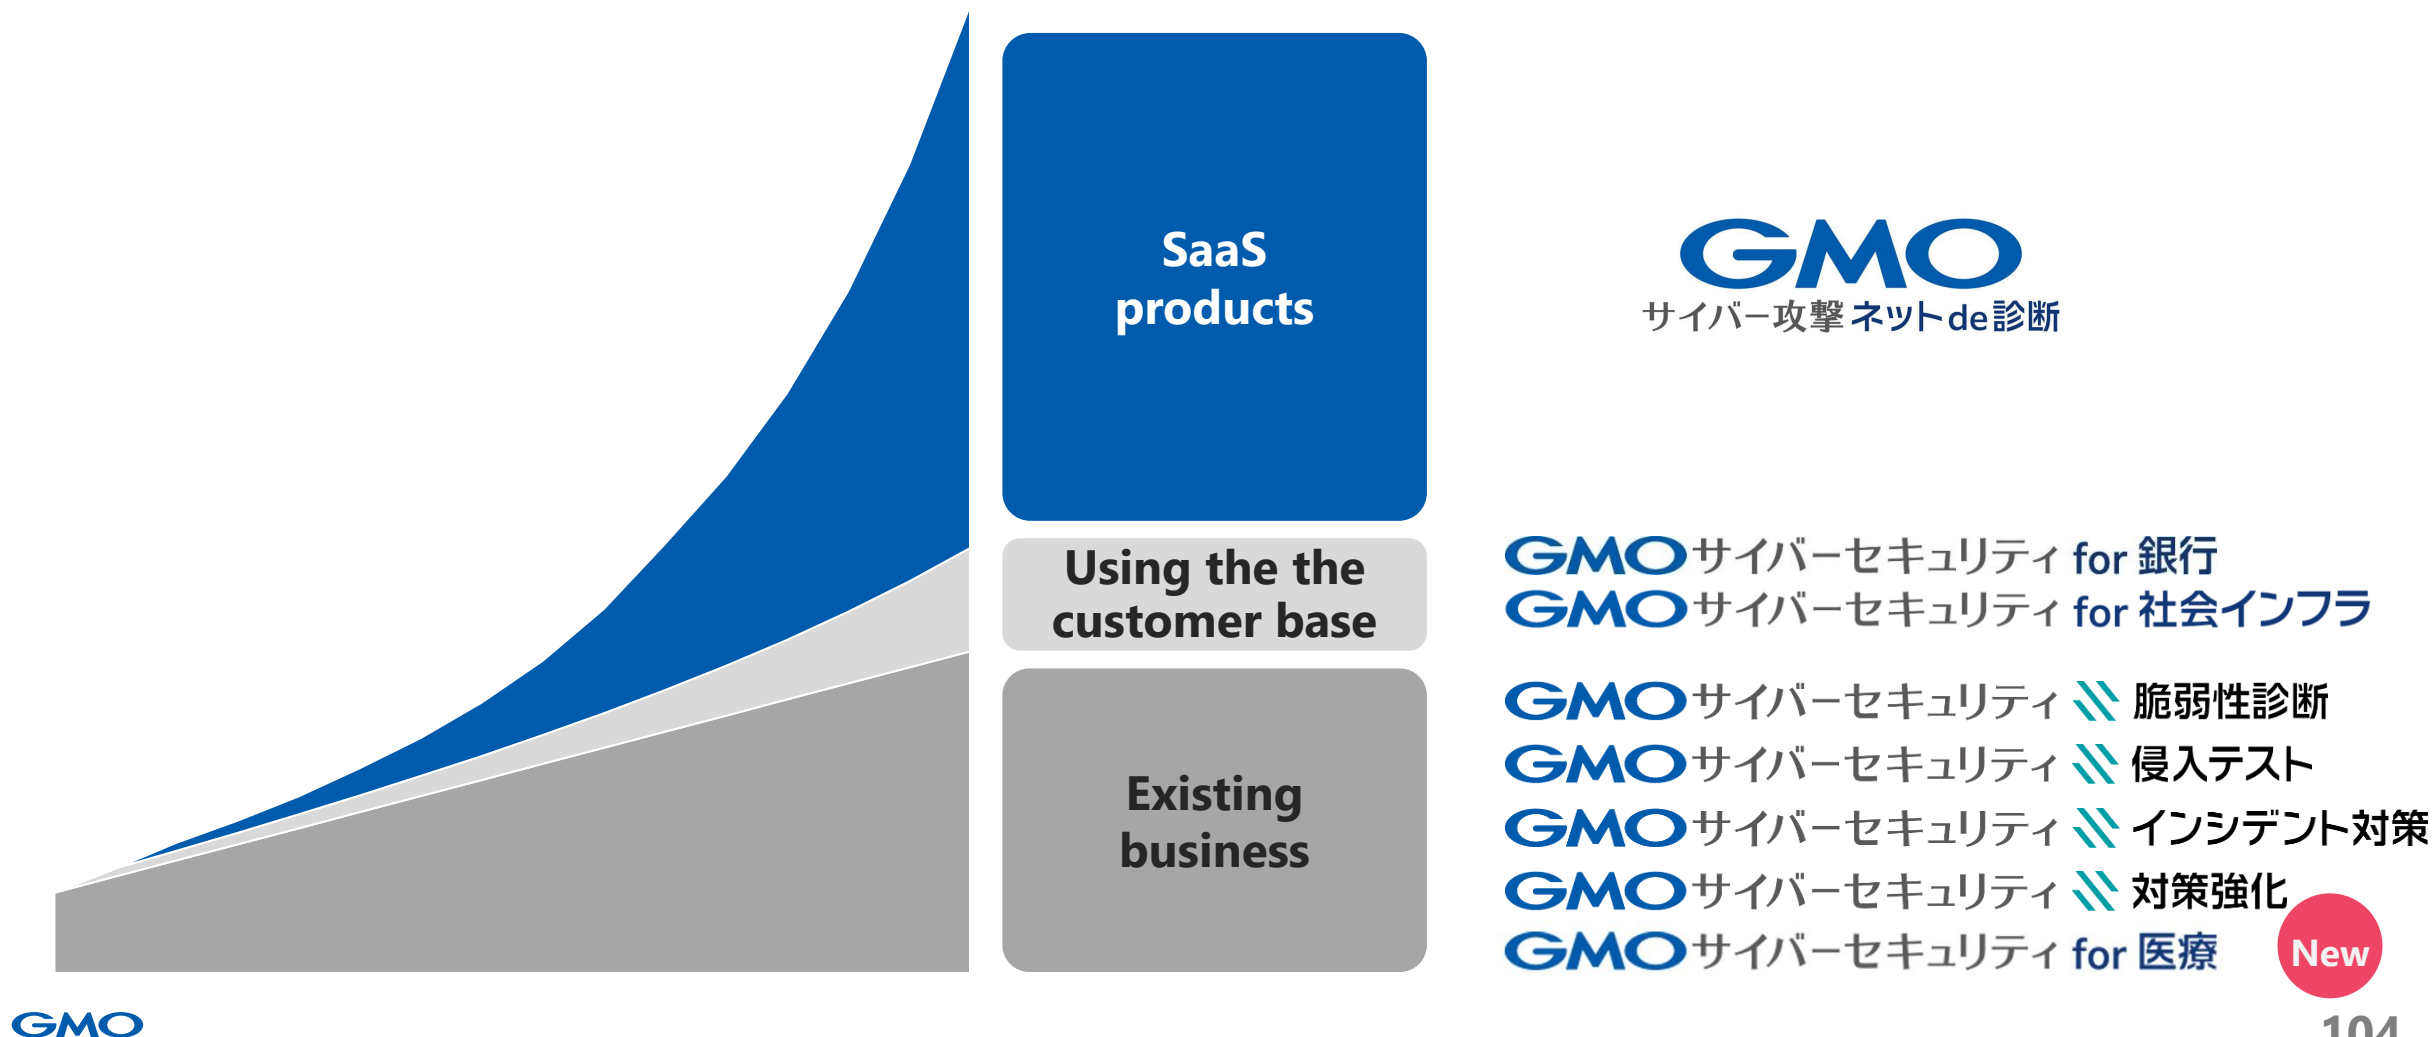 SaaS
products
GMO
サイバー攻撃 ネットde診断
Using the the
customer base
GMOサイバーセキュリティ for 銀行
GMOサイバーセキュリティ for 社会インフラ
Existing
business
GMOサイバーセキュリティ 脆弱性診断
GMOサイバーセキュリティ 侵入テスト
GMOサイバーセキュリティ インシデント対策
GMOサイバーセキュリティ 対策強化
GMOサイバーセキュリティ for 医療
New
GMO
104